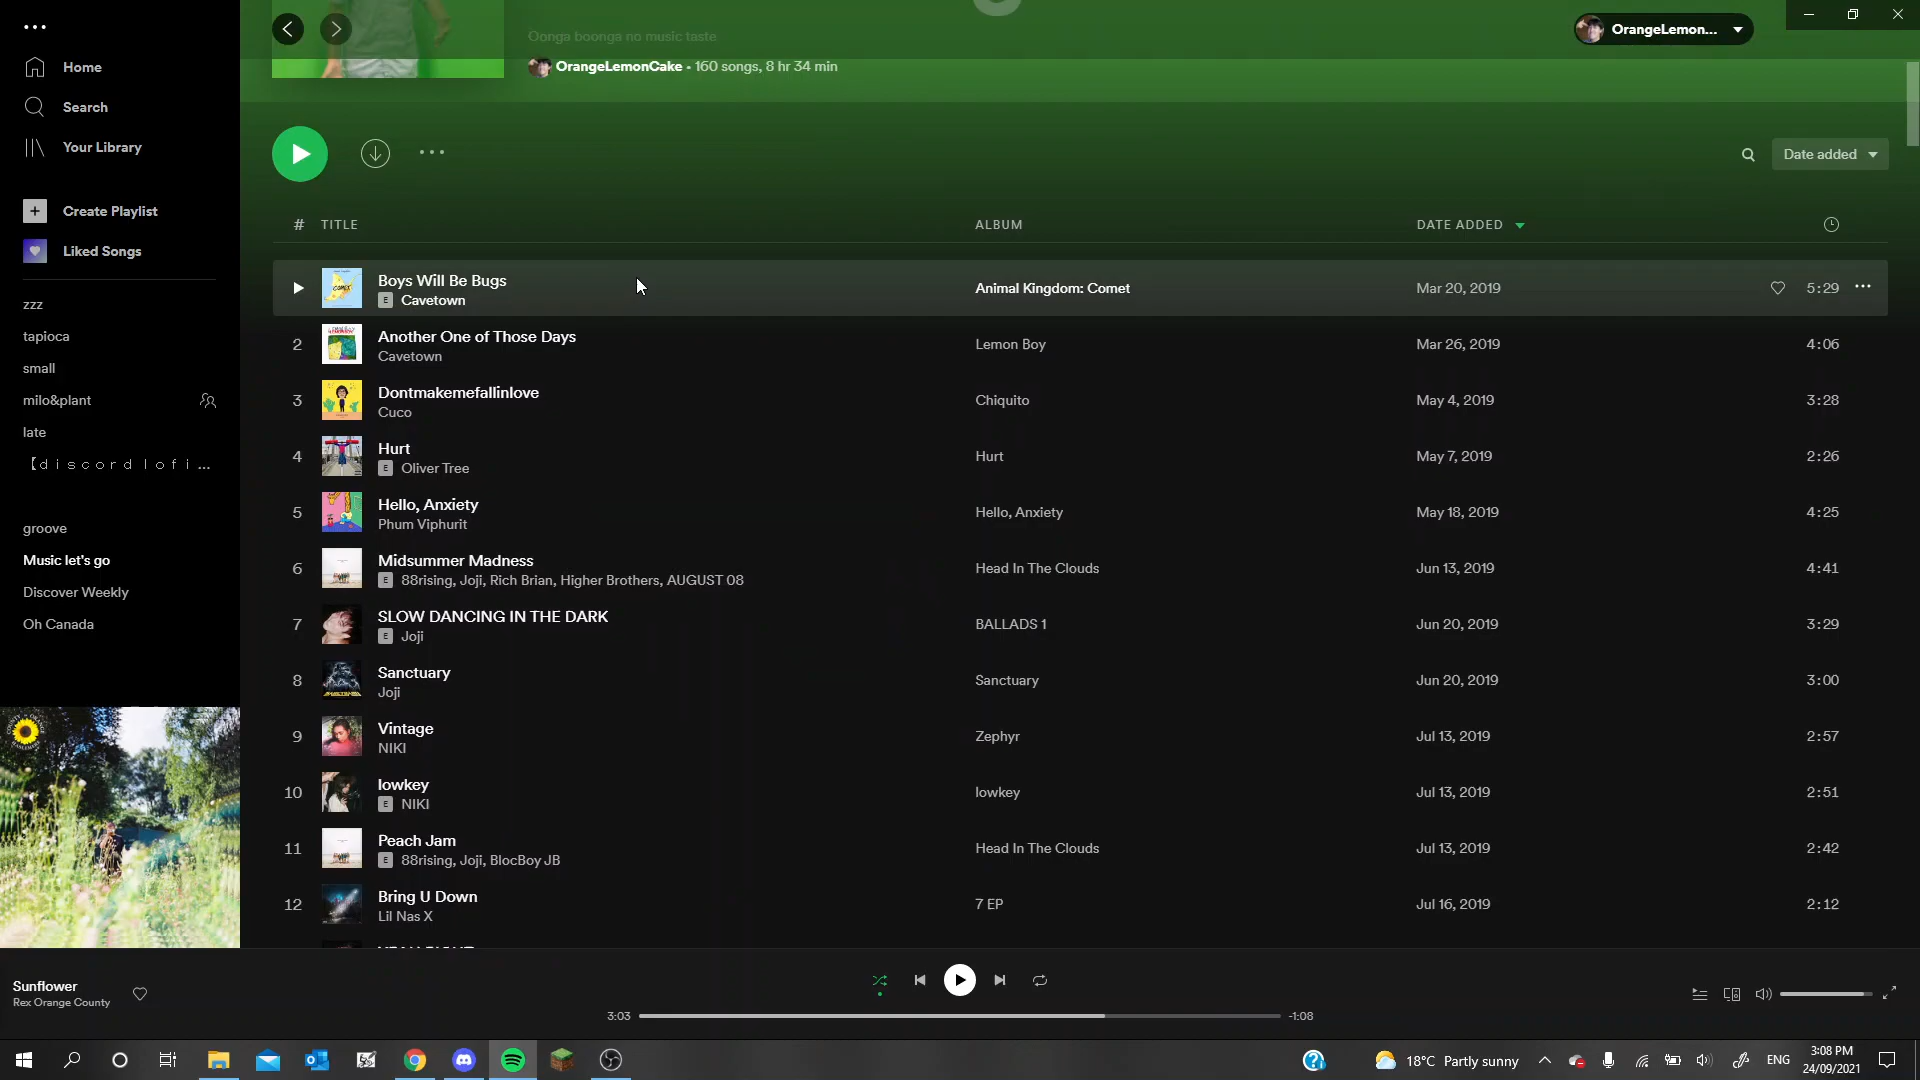 Oonga boonga no music taste
OrangeLemon...
OrangeLemonCake • 160 songs, 8 hr 34 min
Home
Search
Your Library
Create Playlist
Liked Songs
zzz
tapioca
small
milo&plant
late
【ｄｉｓｃｏｒｄ ｌｏｆｉ...
groove
Music let's go
Discover Weekly
Oh Canada
Date added
# TITLE ALBUM DATE ADDED
Boys Will Be Bugs
E Cavetown
Animal Kingdom: Comet Mar 20, 2019 5:29
2 Another One of Those Days
Cavetown
Lemon Boy Mar 26, 2019 4:06
3 Dontmakemefallinlove
Cuco
Chiquito May 4, 2019 3:28
4 Hurt
E Oliver Tree
Hurt May 7, 2019 2:26
5 Hello, Anxiety
Phum Viphurit
Hello, Anxiety May 18, 2019 4:25
6 Midsummer Madness
E 88rising, Joji, Rich Brian, Higher Brothers, AUGUST 08
Head In The Clouds Jun 13, 2019 4:41
7 SLOW DANCING IN THE DARK
E Joji
BALLADS 1 Jun 20, 2019 3:29
8 Sanctuary
Joji
Sanctuary Jun 20, 2019 3:00
9 Vintage
NIKI
Zephyr Jul 13, 2019 2:57
10 lowkey
E NIKI
lowkey Jul 13, 2019 2:51
11 Peach Jam
E 88rising, Joji, BlocBoy JB
Head In The Clouds Jul 13, 2019 2:42
12 Bring U Down
Lil Nas X
7 EP Jul 16, 2019 2:12
Sunflower
Rex Orange County
3:03 -1:08
18°C Partly sunny
ENG
3:08 PM
24/09/2021